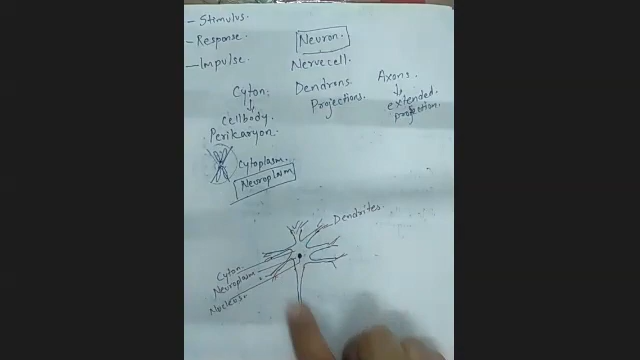 - Stimulus.
- Response.
- Impulse
Neuron.
Nervecell.
Cyton.
cellbody.
Perikaryon.
Dendrons.
Projections.
Axons.
extended
projection.
Cytoplasm.
Neuroplasm
Dendrites.
Cyton.
Neuroplasm
Nucleus.